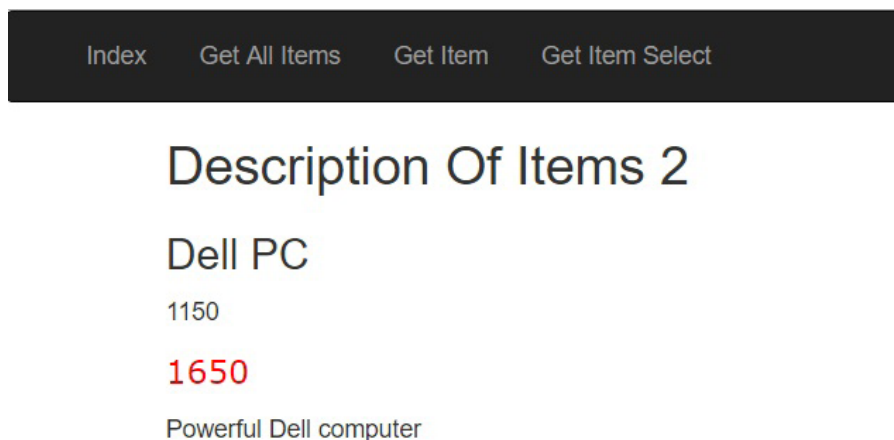 Index Get All Items Get Item Get Item Select
Description Of Items 2
Dell PC
1150
1650
Powerful Dell computer